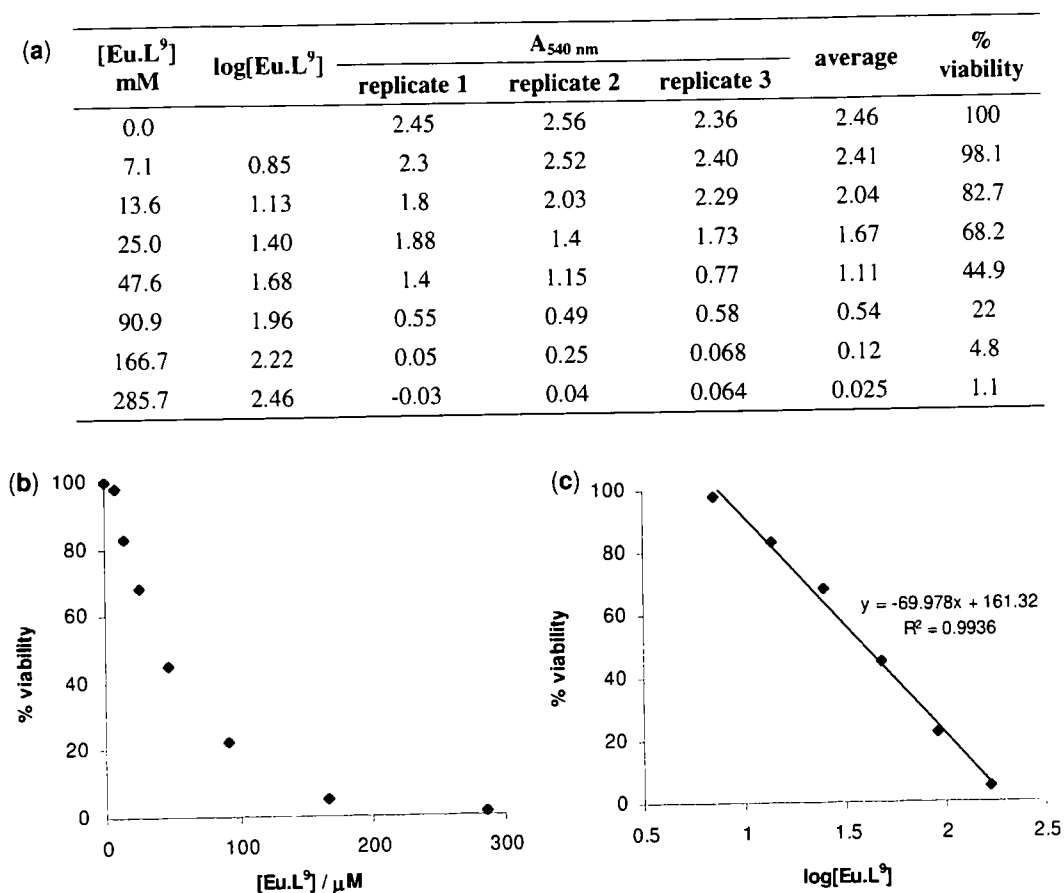 (a)
[Eu.L⁹] mM log[Eu.L⁹] A540 nm average % viability
replicate 1 replicate 2 replicate 3
0.0 2.45 2.56 2.36 2.46 100
7.1 0.85 2.3 2.52 2.40 2.41 98.1
13.6 1.13 1.8 2.03 2.29 2.04 82.7
25.0 1.40 1.88 1.4 1.73 1.67 68.2
47.6 1.68 1.4 1.15 0.77 1.11 44.9
90.9 1.96 0.55 0.49 0.58 0.54 22
166.7 2.22 0.05 0.25 0.068 0.12 4.8
285.7 2.46 -0.03 0.04 0.064 0.025 1.1
(b)
100
80
60
40
20
0
% viability
0 100 200 300
[Eu.L⁹] / μM
(c)
100
80
60
40
20
0
% viability
y = -69.978x + 161.32
R² = 0.9936
0.5 1 1.5 2 2.5
log[Eu.L⁹]